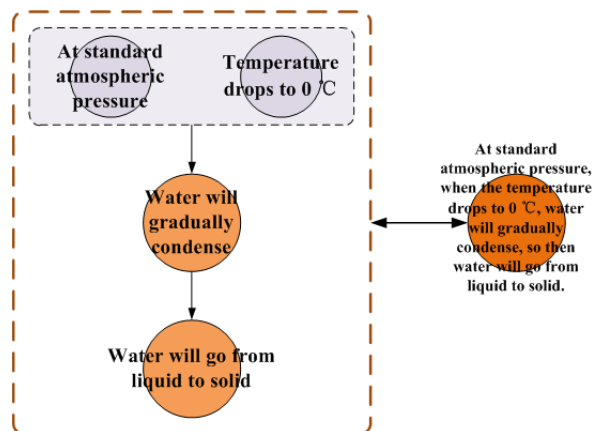 At standard
atmospheric
pressure
Temperature
drops to 0 ℃
Water will
gradually
condense
Water will go from
liquid to solid
At standard
atmospheric pressure,
when the temperature
drops to 0 ℃, water
will gradually
condense, so then
water will go from
liquid to solid.